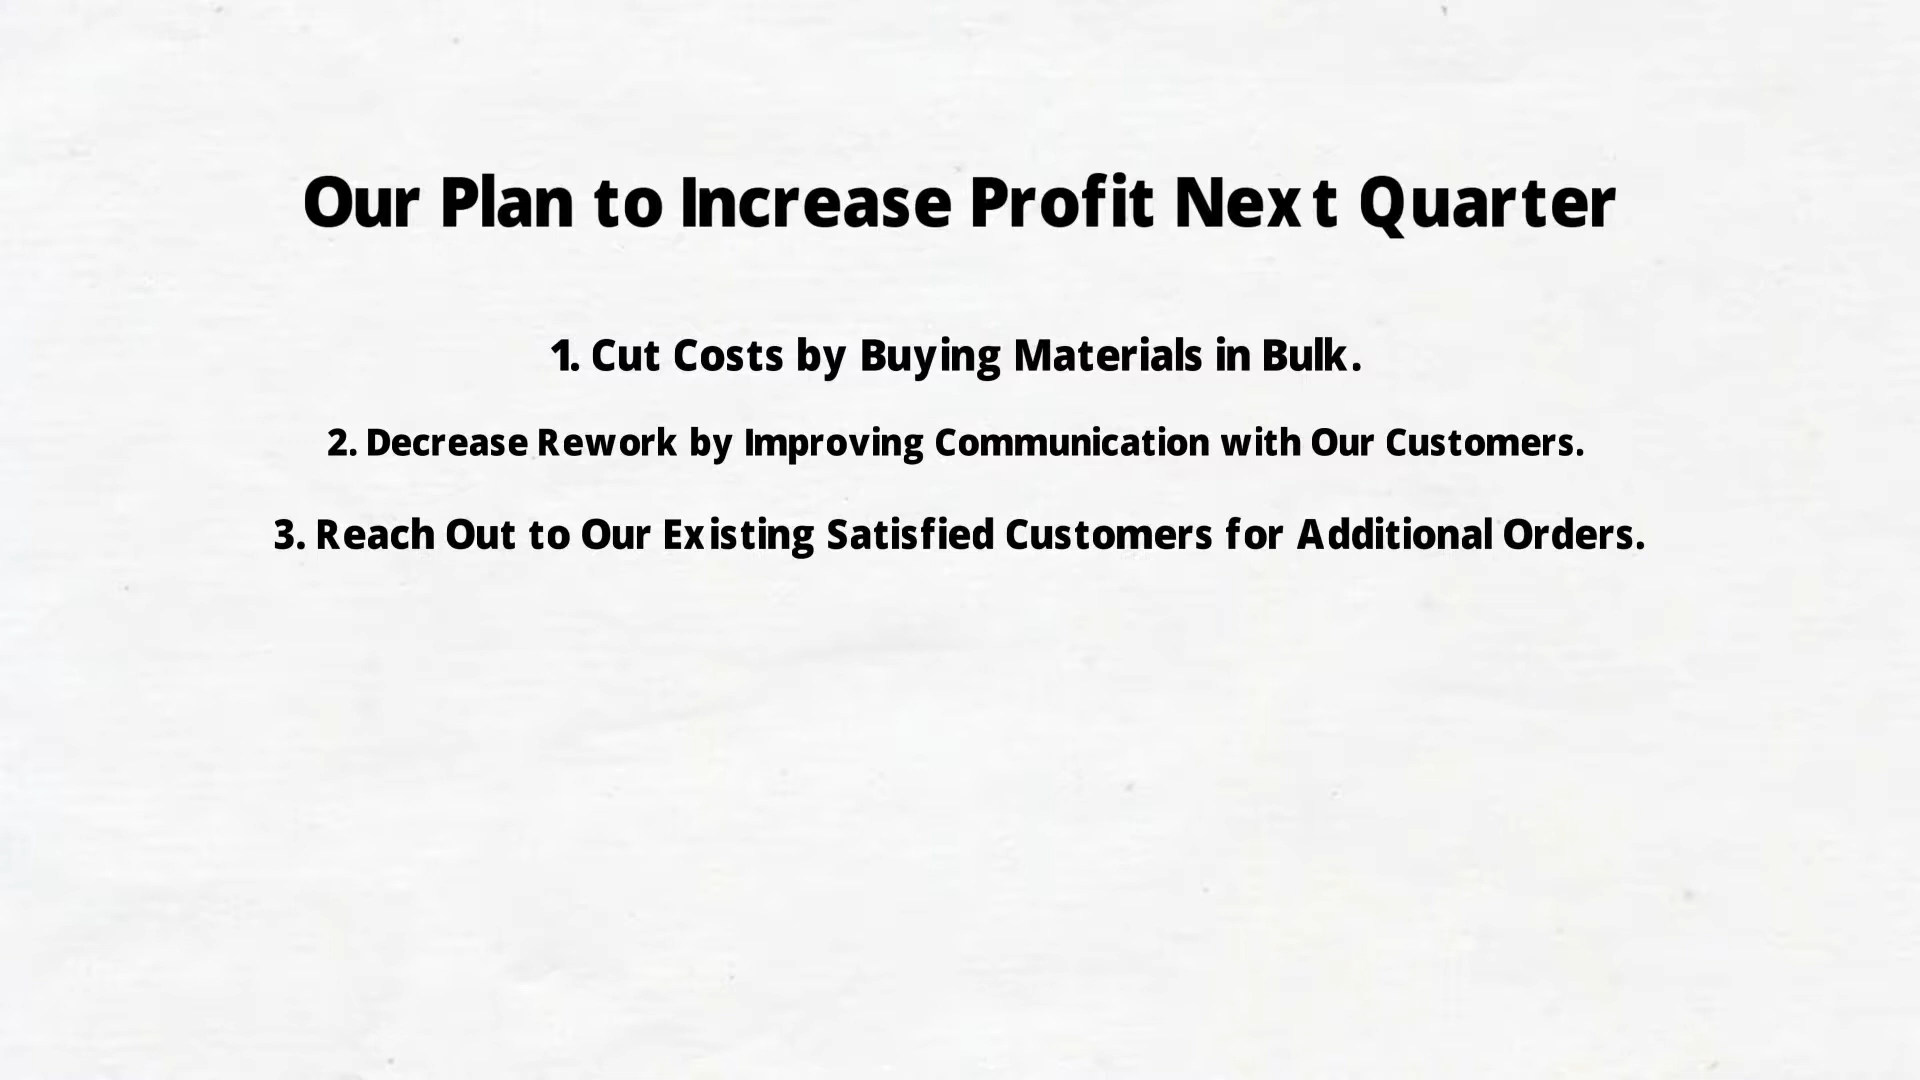 Our Plan to Increase Profit Next Quarter
1. Cut Costs by Buying Materials in Bulk.
2. Decrease Rework by Improving Communication with Our Customers.
3. Reach Out to Our Existing Satisfied Customers for Additional Orders.